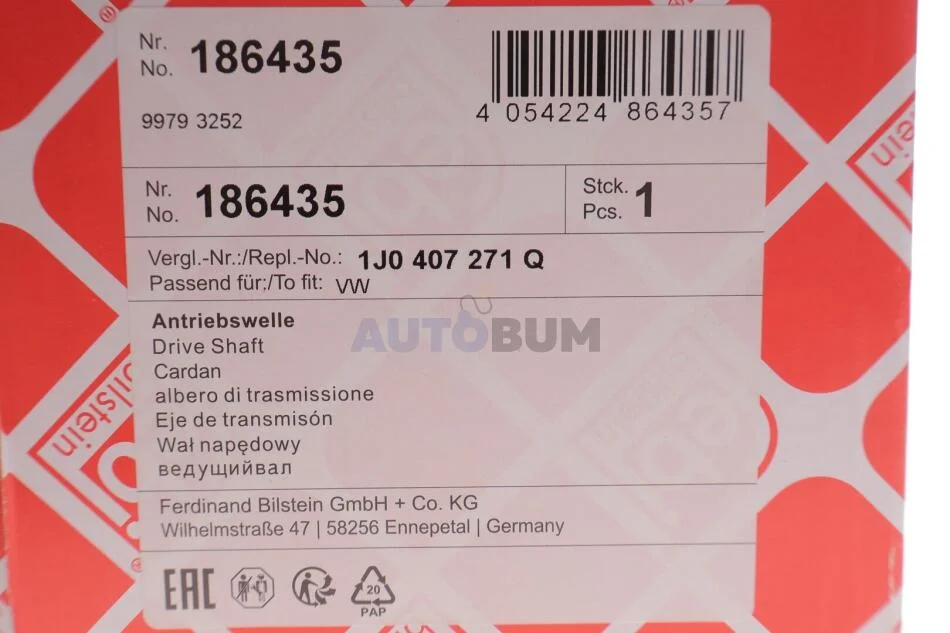 Nr.
No. 186435
4 054224 864357
9979 3252
Nr.
No. 186435
Stck.
Pcs. 1
Vergl.-Nr.:/Repl.-No.: 1J0 407 271 Q
Passend für:/To fit: VW
AUTOBUM
Antriebswelle
Drive Shaft
Cardan
albero di trasmissione
Eje de transmisón
Wał napędowy
ведущийвал
Ferdinand Bilstein GmbH + Co. KG
Wilhelmstraße 47 | 58256 Ennepetal | Germany
EAC
20
PAP
bilstein